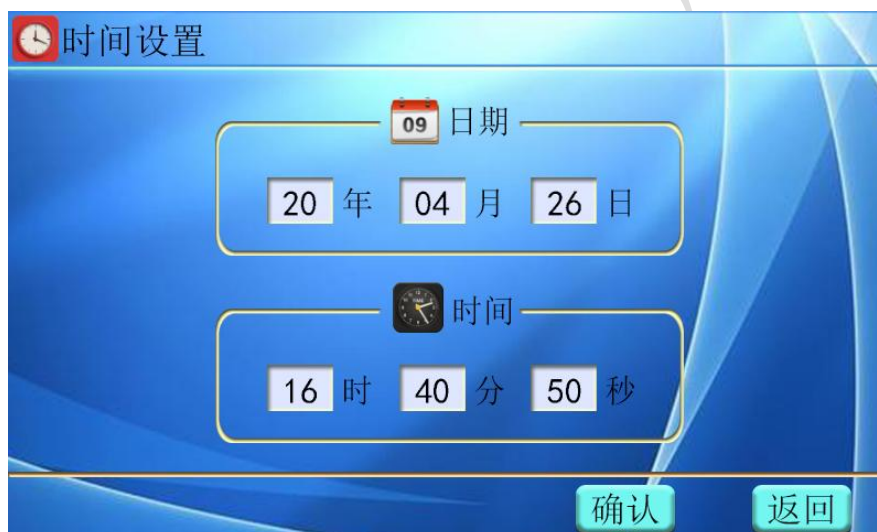 时间设置
09 日期
20 年 04 月 26 日
时间
16 时 40 分 50 秒
确认 返回